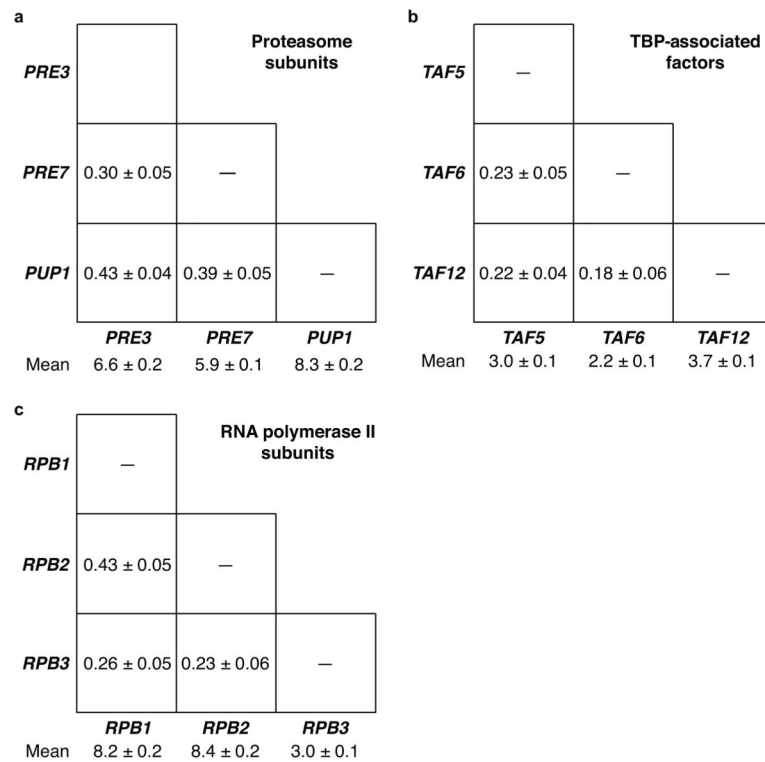 a
Proteasome
subunits
PRE3
PRE7
0.30 ± 0.05
—
PUP1
0.43 ± 0.04
0.39 ± 0.05
—
PRE3
PRE7
PUP1
Mean
6.6 ± 0.2
5.9 ± 0.1
8.3 ± 0.2
b
TBP-associated
factors
TAF5
—
TAF6
0.23 ± 0.05
—
TAF12
0.22 ± 0.04
0.18 ± 0.06
—
TAF5
TAF6
TAF12
Mean
3.0 ± 0.1
2.2 ± 0.1
3.7 ± 0.1
c
RNA polymerase II
subunits
RPB1
—
RPB2
0.43 ± 0.05
—
RPB3
0.26 ± 0.05
0.23 ± 0.06
—
RPB1
RPB2
RPB3
Mean
8.2 ± 0.2
8.4 ± 0.2
3.0 ± 0.1